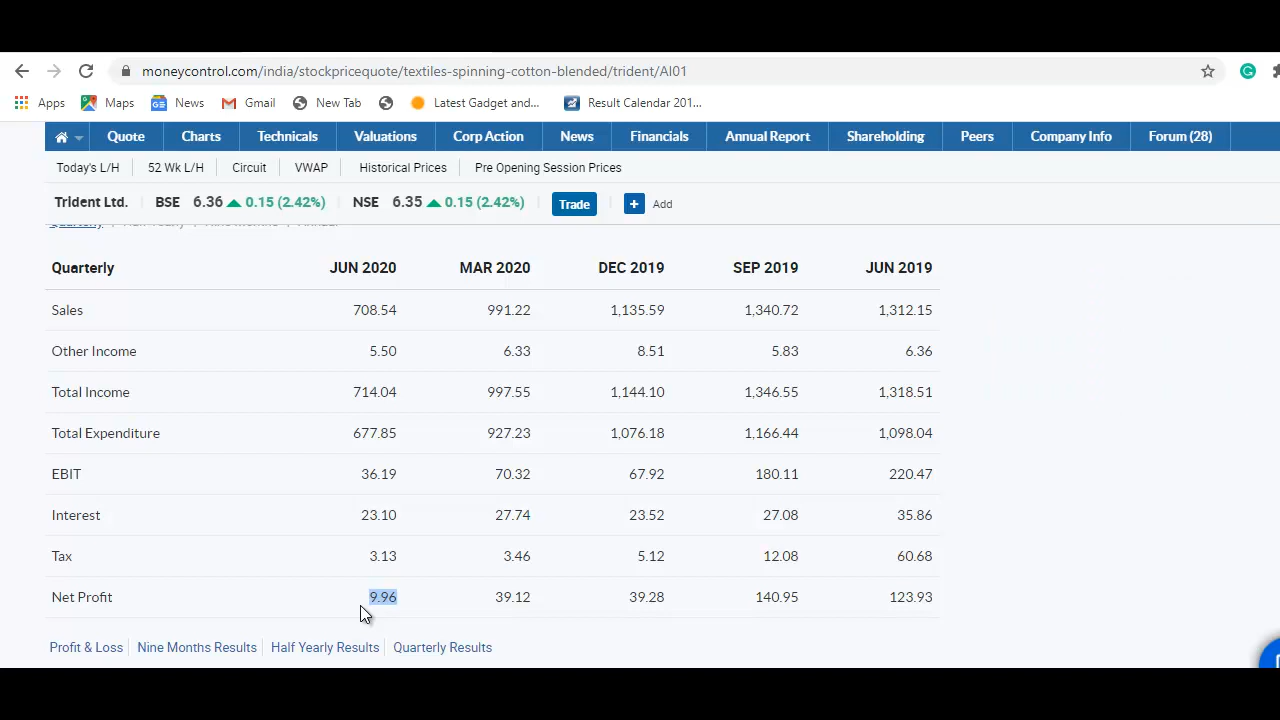 moneycontrol.com/india/stockpricequote/textiles-spinning-cotton-blended/trident/AI01
Apps Maps News Gmail New Tab Latest Gadget and... Result Calendar 201...
Quote Charts Technicals Valuations Corp Action News Financials Annual Report Shareholding Peers Company Info Forum (28)
Today's L/H 52 Wk L/H Circuit VWAP Historical Prices Pre Opening Session Prices
Trident Ltd. BSE 6.36 0.15 (2.42%) NSE 6.35 0.15 (2.42%) Trade + Add
Quarterly JUN 2020 MAR 2020 DEC 2019 SEP 2019 JUN 2019
Sales 708.54 991.22 1,135.59 1,340.72 1,312.15
Other Income 5.50 6.33 8.51 5.83 6.36
Total Income 714.04 997.55 1,144.10 1,346.55 1,318.51
Total Expenditure 677.85 927.23 1,076.18 1,166.44 1,098.04
EBIT 36.19 70.32 67.92 180.11 220.47
Interest 23.10 27.74 23.52 27.08 35.86
Tax 3.13 3.46 5.12 12.08 60.68
Net Profit 9.96 39.12 39.28 140.95 123.93
Profit & Loss Nine Months Results Half Yearly Results Quarterly Results